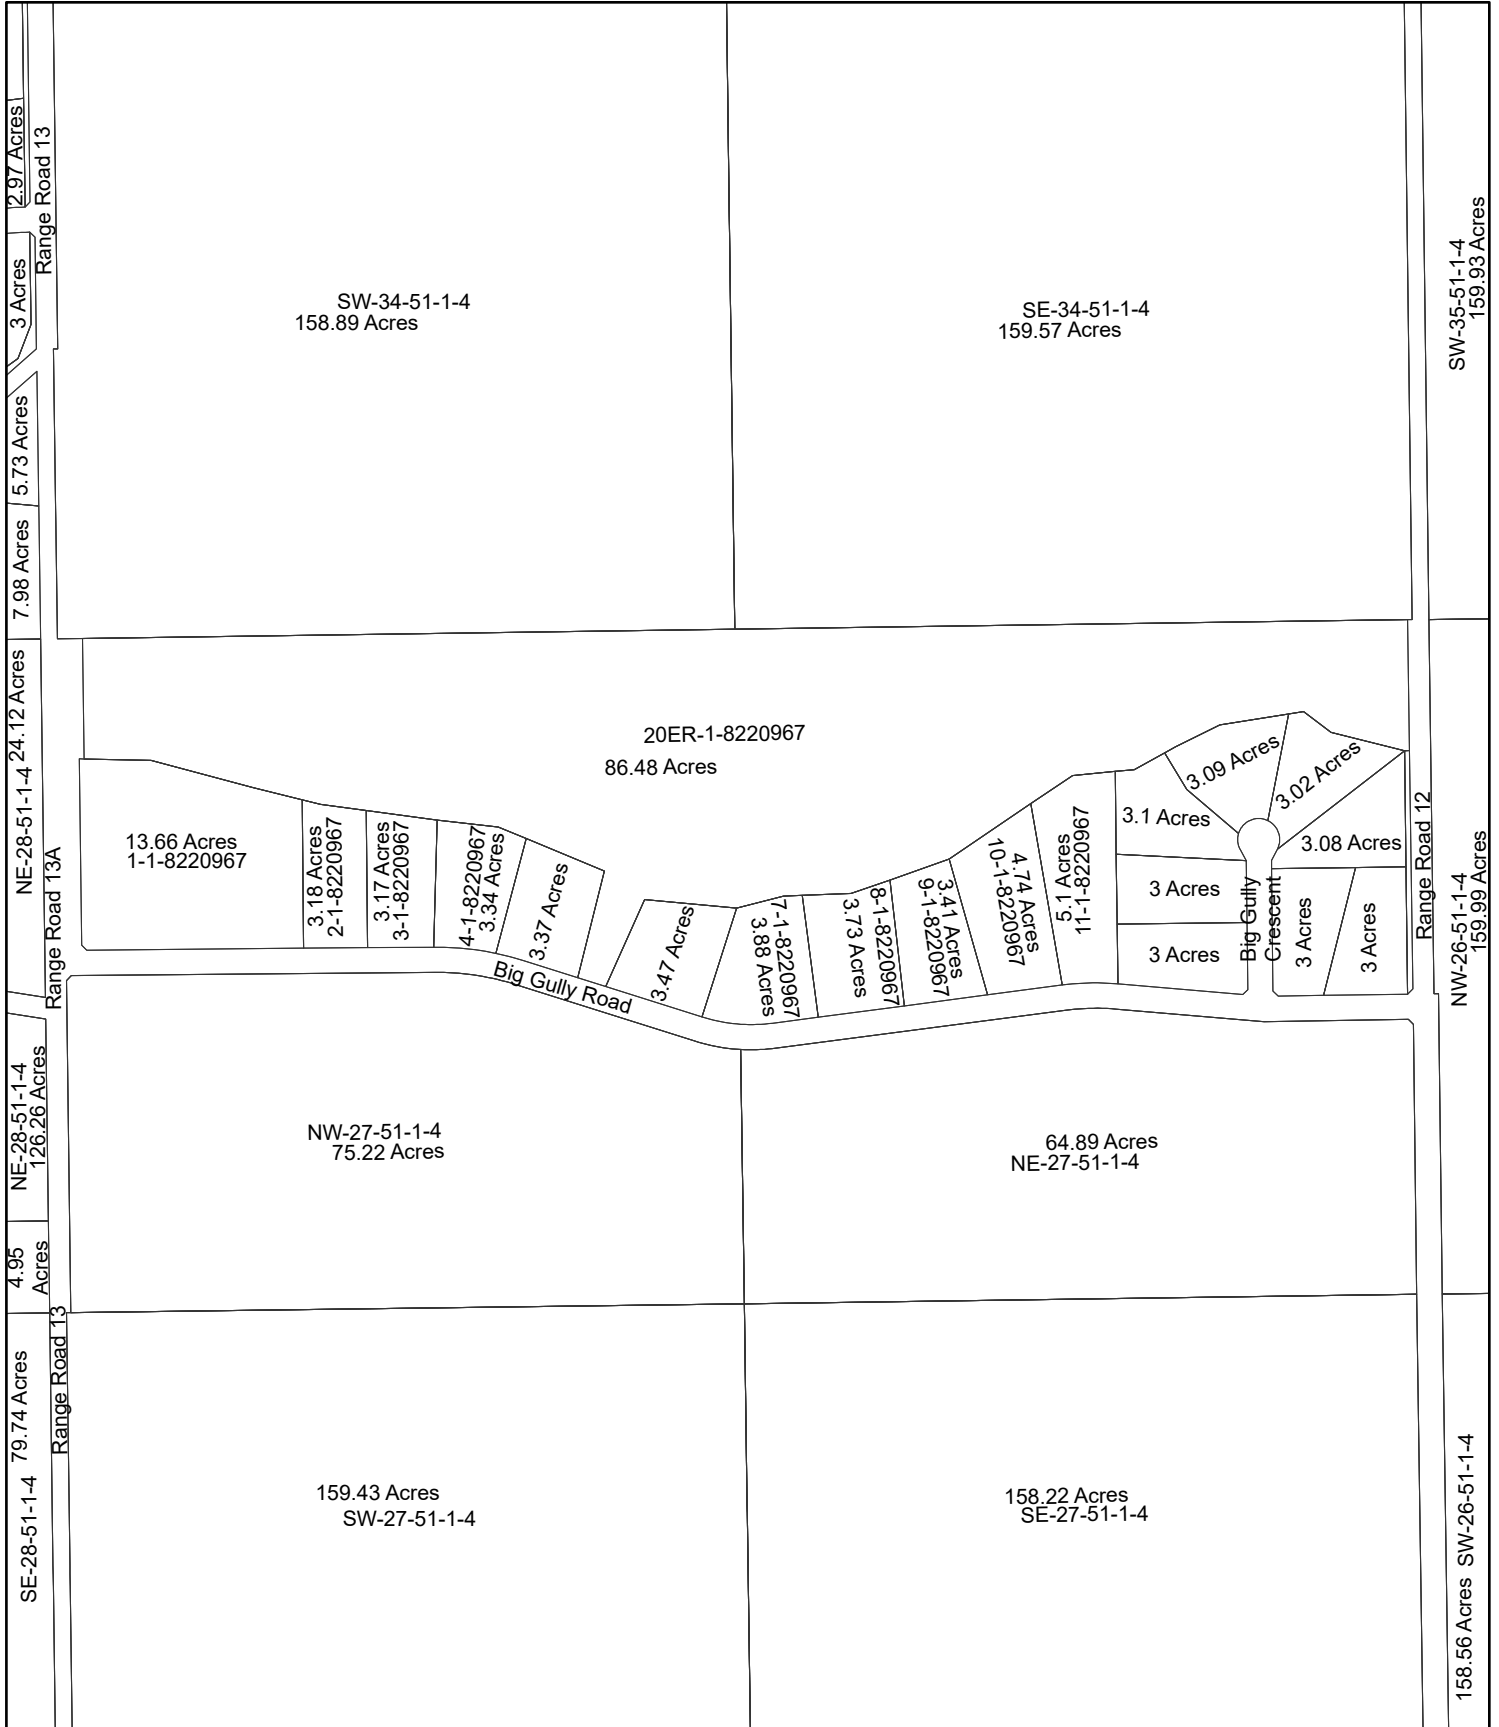 2.97 Acres
Range Road 13
3 Acres
SW-34-51-1-4
158.89 Acres
SE-34-51-1-4
159.57 Acres
SW-35-51-1-4
159.93 Acres
5.73 Acres
7.98 Acres
NE-28-51-1-4 24.12 Acres
20ER-1-8220967
86.48 Acres
Range Road 13A
13.66 Acres
1-1-8220967
3.18 Acres
2-1-8220967
3.17 Acres
3-1-8220967
4-1-8220967
3.34 Acres
3.37 Acres
Big Gully Road
3.47 Acres
7-1-8220967
3.88 Acres
8-1-8220967
3.73 Acres
3.41 Acres
9-1-8220967
4.74 Acres
10-1-8220967
5.1 Acres
11-1-8220967
3.1 Acres
3.09 Acres
3.02 Acres
3.08 Acres
3 Acres
3 Acres
Big Gully
Crescent
3 Acres
3 Acres
Range Road 12
NW-26-51-1-4
159.99 Acres
NE-28-51-1-4
126.26 Acres
NW-27-51-1-4
75.22 Acres
64.89 Acres
NE-27-51-1-4
4.95
Acres
Range Road 13
SE-28-51-1-4 79.74 Acres
159.43 Acres
SW-27-51-1-4
158.22 Acres
SE-27-51-1-4
158.56 Acres SW-26-51-1-4